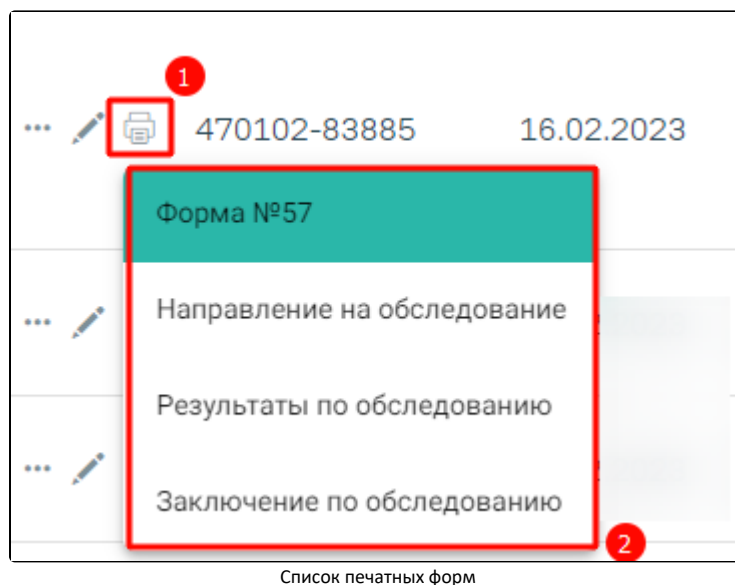 1
... 470102-83885 16.02.2023
Форма №57
... Направление на обследование
Результаты по обследованию
... Заключение по обследованию
2
Список печатных форм